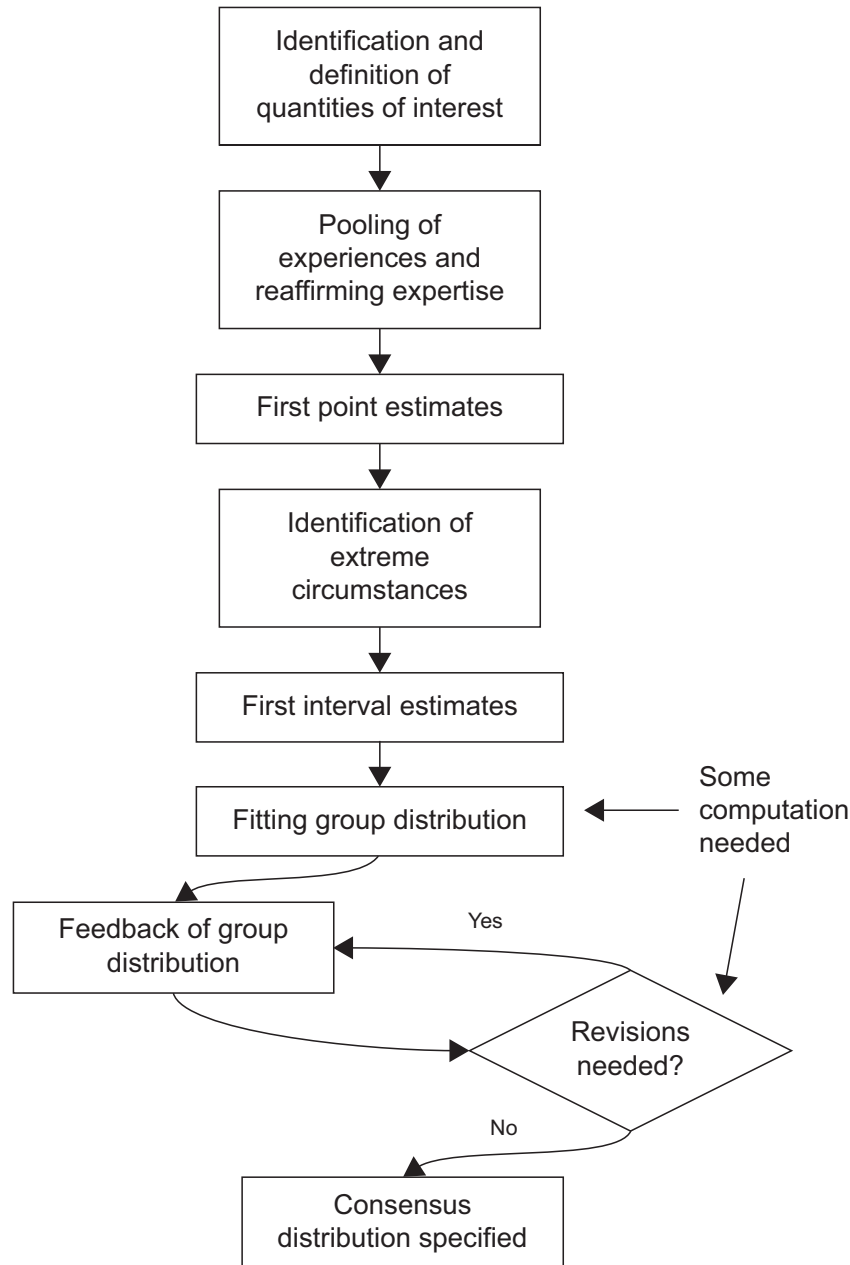 Identification and
definition of
quantities of interest
Pooling of
experiences and
reaffirming expertise
First point estimates
Identification of
extreme
circumstances
First interval estimates
Some
computation
needed
Fitting group distribution
Feedback of group
distribution
Yes
Revisions
needed?
No
Consensus
distribution specified